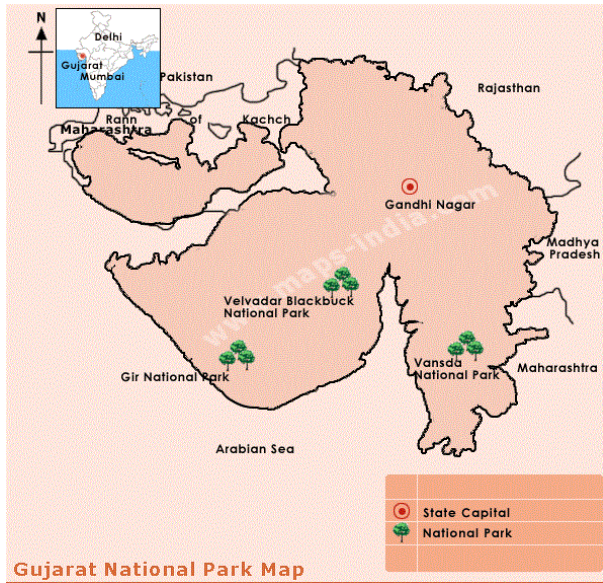 N
Delhi
Gujarat
Mumbai
Pakistan
Rajasthan
Rann of Kachch
Maharashtra
Gandhi Nagar
Madhya
Pradesh
www.maps-india.com
Velvadar Blackbuck
National Park
Gir National Park
Vansda
National Park
Maharashtra
Arabian Sea
State Capital
National Park
Gujarat National Park Map